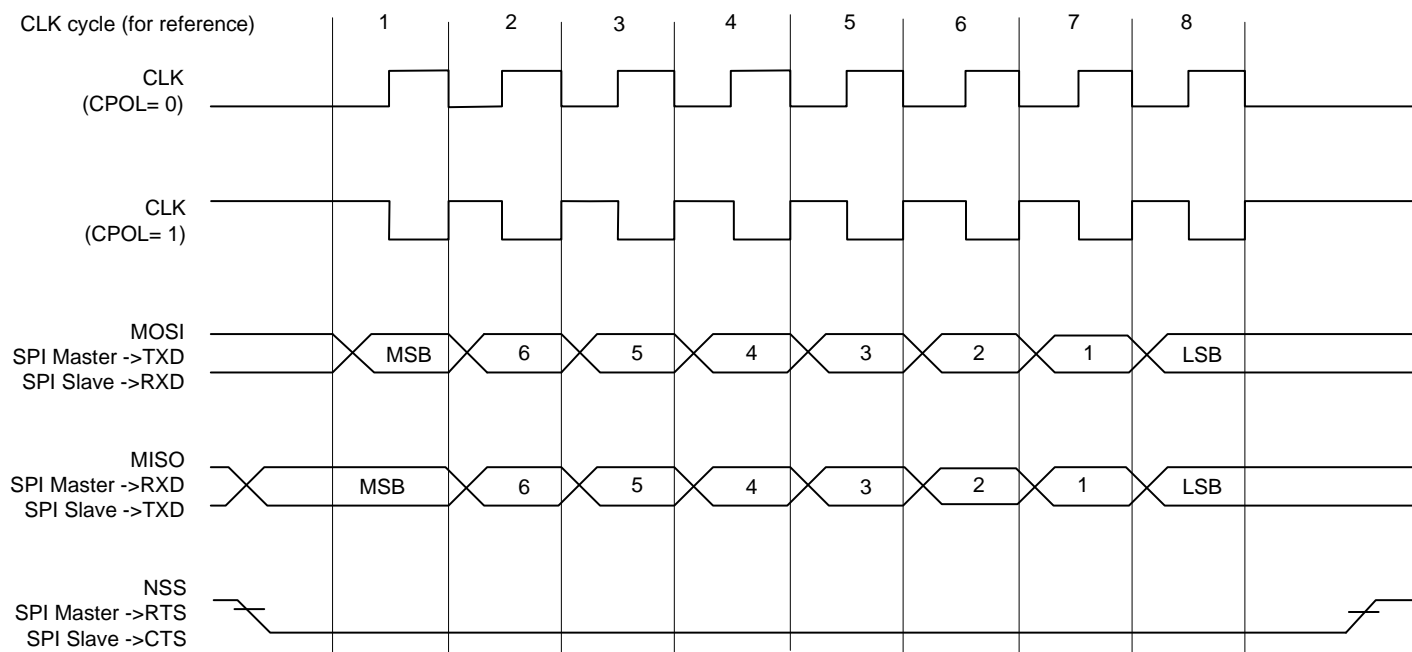 CLK cycle (for reference) 1 2 3 4 5 6 7 8
CLK
(CPOL= 0)
CLK
(CPOL= 1)
MOSI
SPI Master ->TXD
SPI Slave ->RXD
MSB 6 5 4 3 2 1 LSB
MISO
SPI Master ->RXD
SPI Slave ->TXD
MSB 6 5 4 3 2 1 LSB
NSS
SPI Master ->RTS
SPI Slave ->CTS